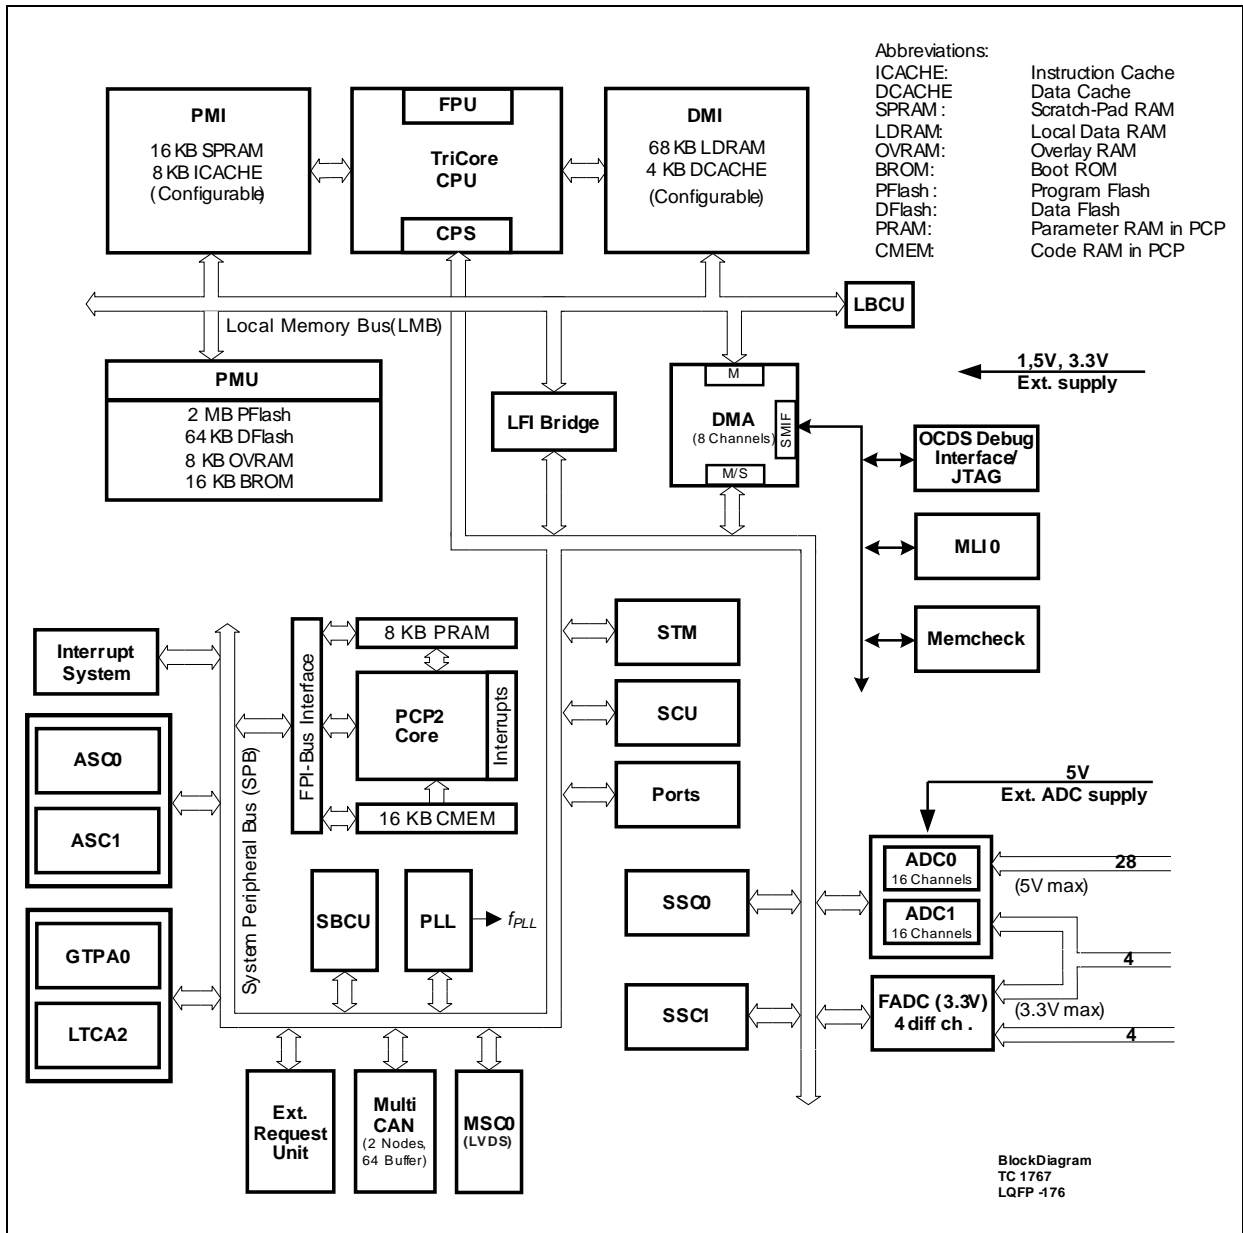 Abbreviations:
ICACHE: Instruction Cache
DCACHE Data Cache
SPRAM : Scratch-Pad RAM
LDRAM: Local Data RAM
OVRAM: Overlay RAM
BROM: Boot ROM
PFlash : Program Flash
DFlash : Data Flash
PRAM: Parameter RAM in PCP
CMEM: Code RAM in PCP
PMI
16 KB SPRAM
8 KB ICACHE
(Configurable)
FPU
TriCore
CPU
CPS
DMI
68 KB LDRAM
4 KB DCACHE
(Configurable)
LBCU
Local Memory Bus(LMB)
PMU
2 MB PFlash
64 KB DFlash
8 KB OVRAM
16 KB BROM
LFI Bridge
M
DMA
(8 Channels)
SMIF
M/S
1,5V, 3.3V
Ext. supply
OCDS Debug
Interface/
JTAG
MLI0
Memcheck
Interrupt
System
ASC0
ASC1
GTPA0
LTCA2
System Peripheral Bus (SPB)
FPI-Bus Interface
8 KB PRAM
PCP2
Core
Interrupts
16 KB CMEM
STM
SCU
Ports
SBCU
PLL
fPLL
SSC0
SSC1
5V
Ext. ADC supply
ADC0
16 Channels
ADC1
16 Channels
28
(5V max)
4
FADC (3.3V)
4 diff ch .
(3.3V max)
4
Ext.
Request
Unit
Multi
CAN
(2 Nodes,
64 Buffer)
MSC0
(LVDS)
BlockDiagram
TC 1767
LQFP -176